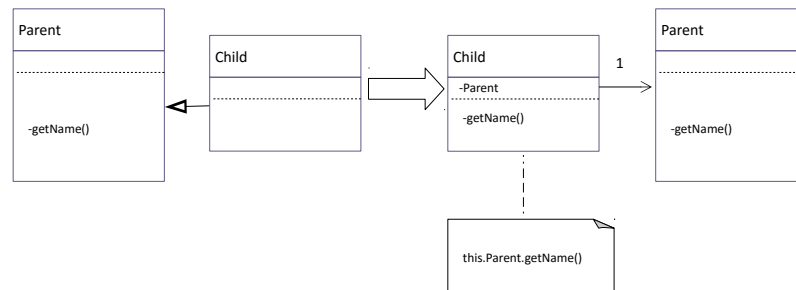 Parent
-getName()
Child
Child
-Parent
-getName()
1
Parent
-getName()
this.Parent.getName()